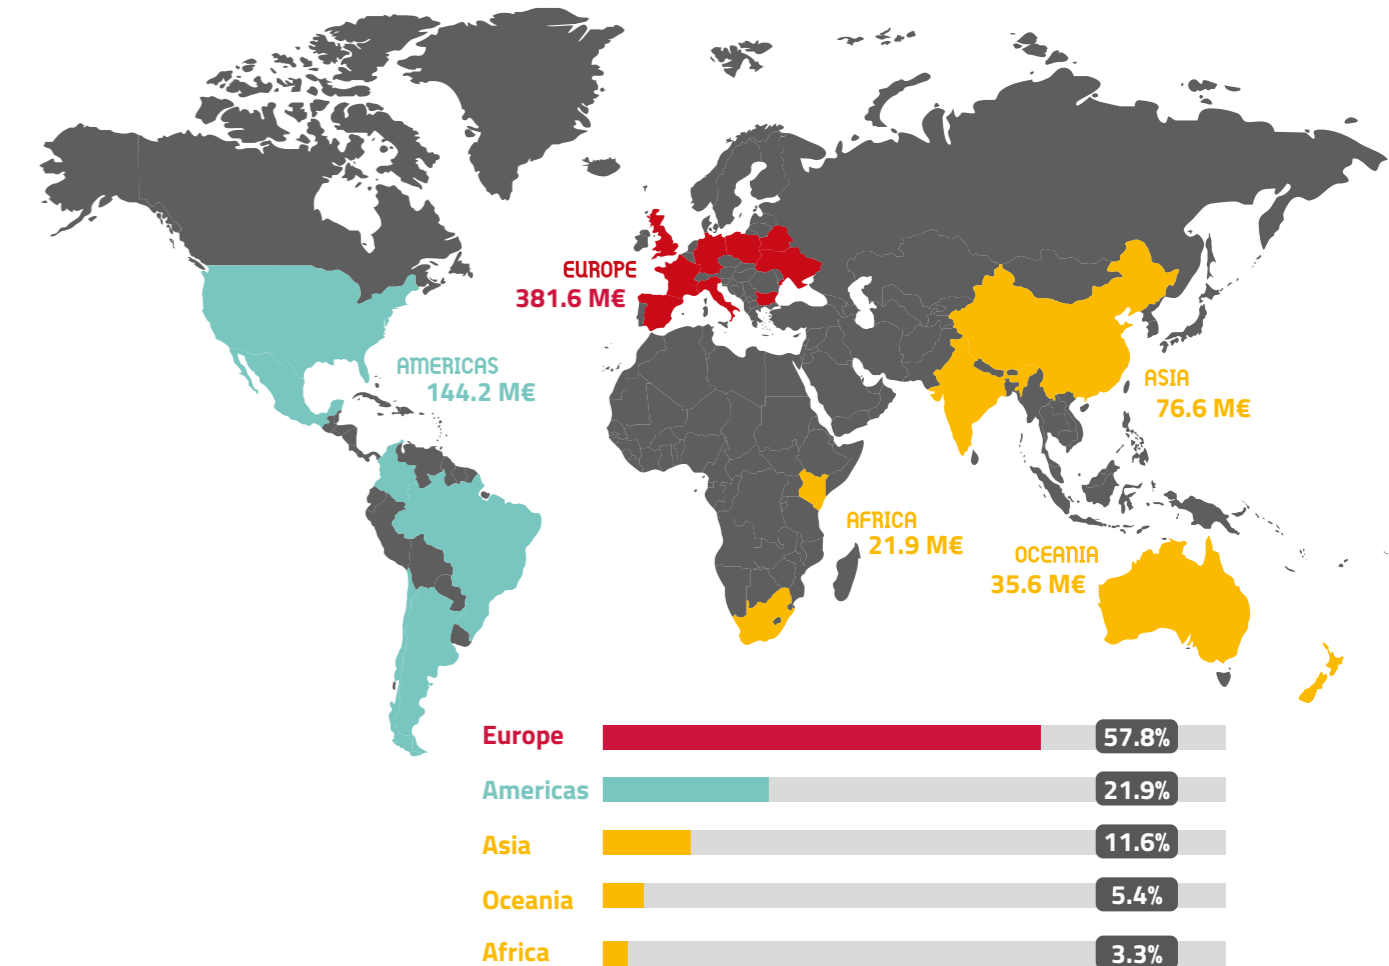 EUROPE
381.6 M€
AMERICAS
144.2 M€
ASIA
76.6 M€
AFRICA
21.9 M€
OCEANIA
35.6 M€
Europe 57.8%
Americas 21.9%
Asia 11.6%
Oceania 5.4%
Africa 3.3%